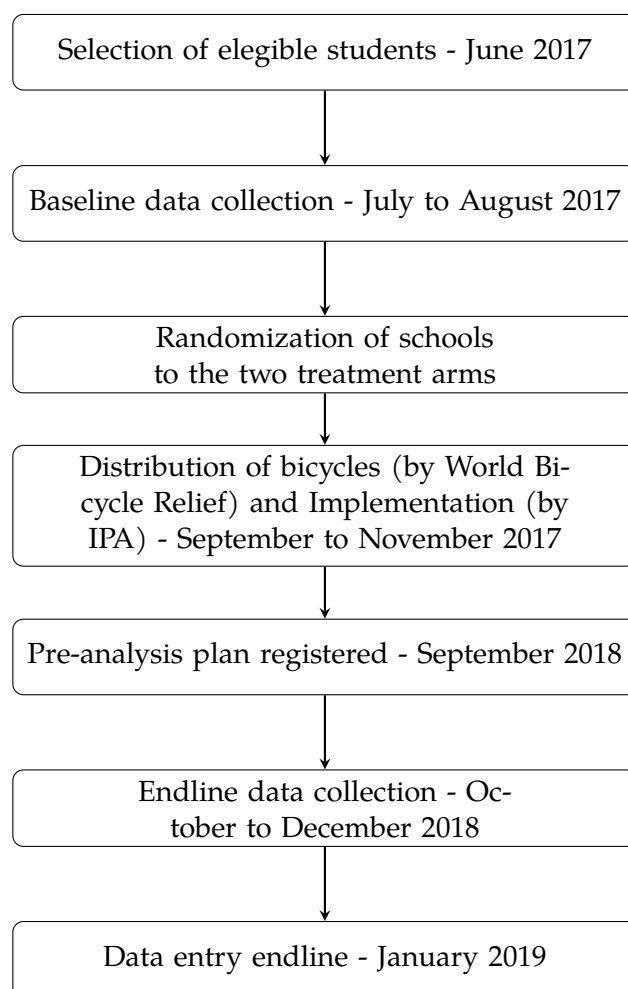 Selection of elegible students - June 2017
Baseline data collection - July to August 2017
Randomization of schools
to the two treatment arms
Distribution of bicycles (by World Bi-
cycle Relief) and Implementation (by
IPA) - September to November 2017
Pre-analysis plan registered - September 2018
Endline data collection - Oc-
tober to December 2018
Data entry endline - January 2019